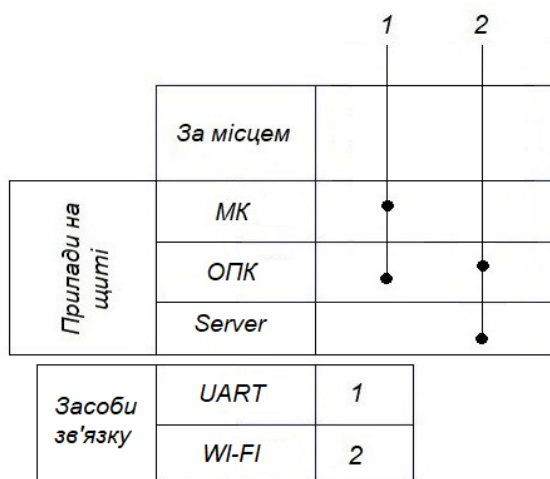 1 2
За місцем
Прилади на
щиті
МК
ОПК
Server
Засоби
зв'язку
UART 1
WI-FI 2